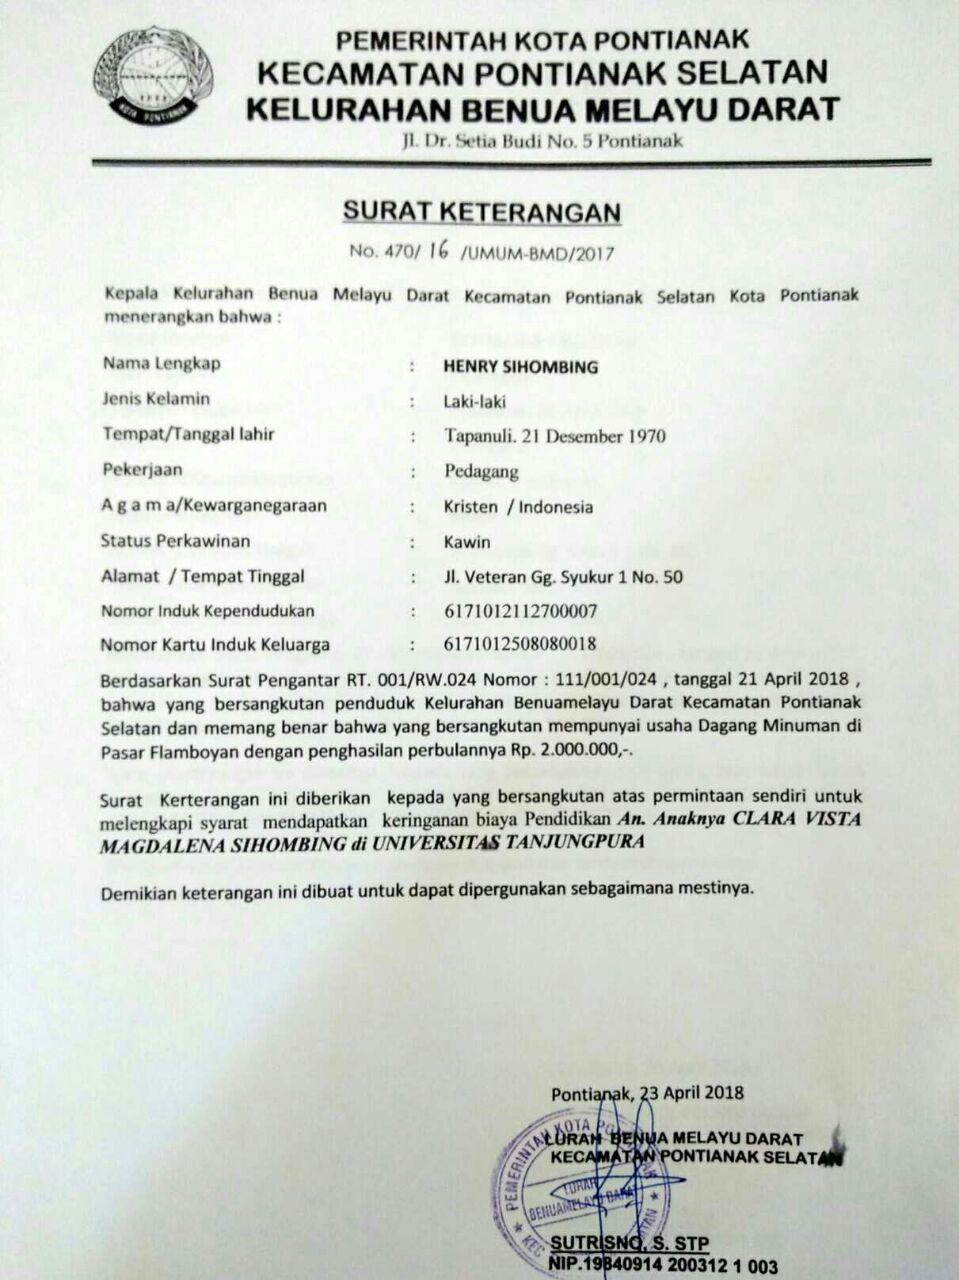 PEMERINTAH KOTA PONTIANAK
KECAMATAN PONTIANAK SELATAN
KELURAHAN BENUA MELAYU DARAT
Jl. Dr. Setia Budi No. 5 Pontianak
KOTA PONTIANAK
SURAT KETERANGAN
No. 470/ 16 /UMUM-BMD/2017
Kepala Kelurahan Benua Melayu Darat Kecamatan Pontianak Selatan Kota Pontianak
menerangkan bahwa :
Nama Lengkap : HENRY SIHOMBING
Jenis Kelamin : Laki-laki
Tempat/Tanggal lahir : Tapanuli. 21 Desember 1970
Pekerjaan : Pedagang
A g a m a/Kewarganegaraan : Kristen / Indonesia
Status Perkawinan : Kawin
Alamat / Tempat Tinggal : Jl. Veteran Gg. Syukur 1 No. 50
Nomor Induk Kependudukan : 6171012112700007
Nomor Kartu Induk Keluarga : 6171012508080018
Berdasarkan Surat Pengantar RT. 001/RW.024 Nomor : 111/001/024 , tanggal 21 April 2018 ,
bahwa yang bersangkutan penduduk Kelurahan Benuamelayu Darat Kecamatan Pontianak
Selatan dan memang benar bahwa yang bersangkutan mempunyai usaha Dagang Minuman di
Pasar Flamboyan dengan penghasilan perbulannya Rp. 2.000.000,-.
Surat Kerterangan ini diberikan kepada yang bersangkutan atas permintaan sendiri untuk
melengkapi syarat mendapatkan keringanan biaya Pendidikan An. Anaknya CLARA VISTA
MAGDALENA SIHOMBING di UNIVERSITAS TANJUNGPURA
Demikian keterangan ini dibuat untuk dapat dipergunakan sebagaimana mestinya.
Pontianak, 23 April 2018
LURAH BENUA MELAYU DARAT
KECAMATAN PONTIANAK SELATAN
PEMERINTAH KOTA
LURAH
BENUAMELAYU DARAT
SUTRISNO, S. STP
NIP.19840914 200312 1 003